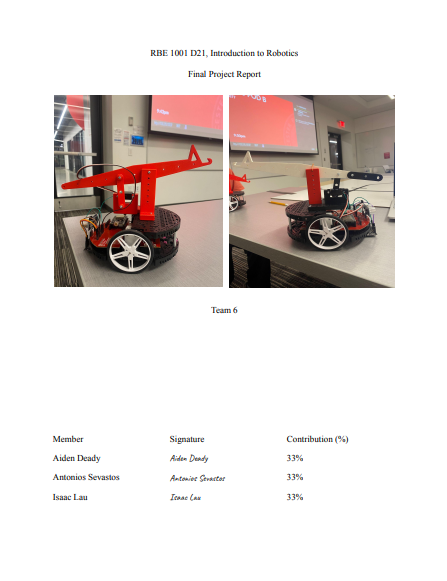 RBE 1001 D21, Introduction to Robotics
Final Project Report
Team 6
Member Signature Contribution (%)
Aiden Deady Aiden Deady 33%
Antonios Sevastos Antonios Sevastos 33%
Isaac Lau Isaac Lau 33%